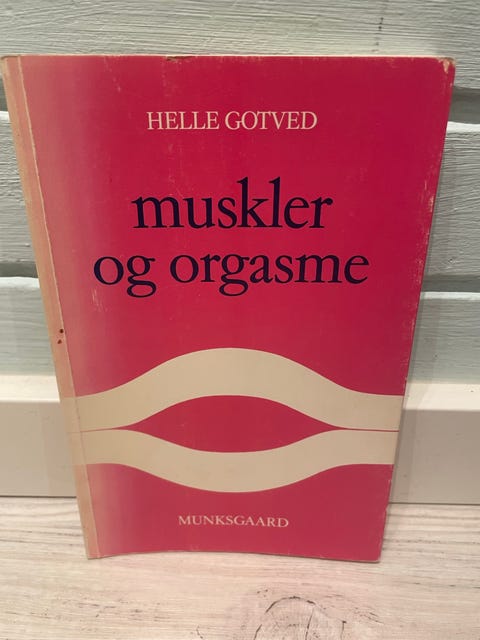 HELLE GOTVED
muskler
og orgasme
MUNKSGAARD